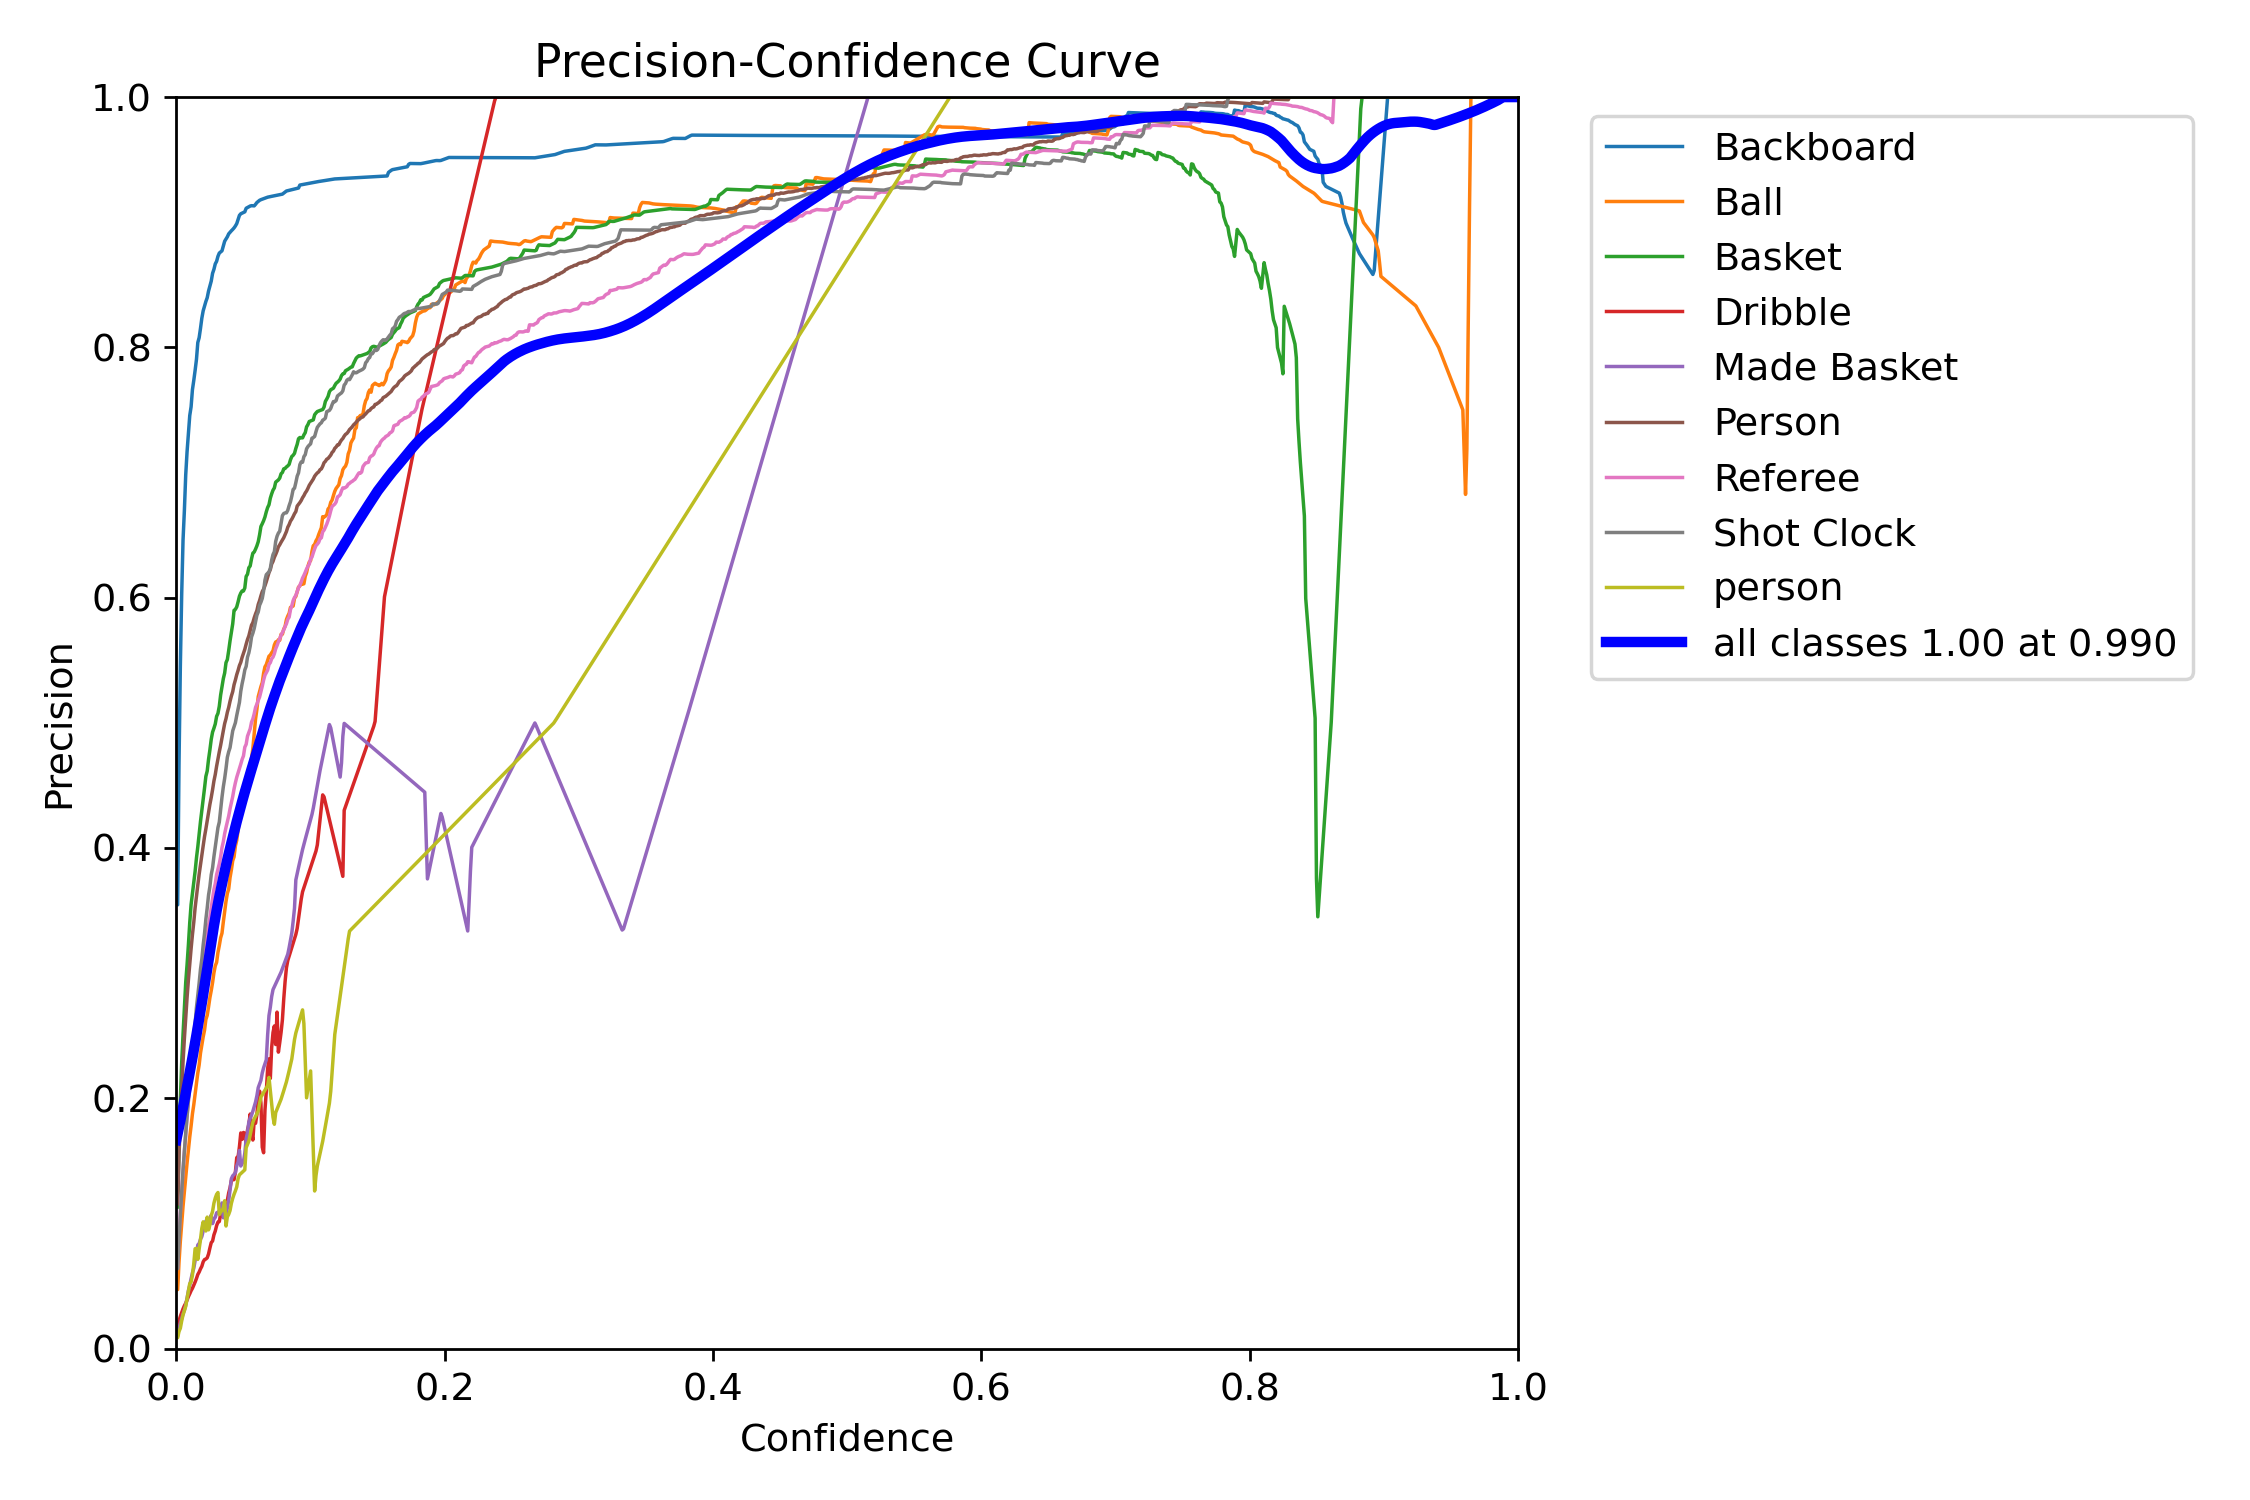 Precision-Confidence Curve
1.0
0.8
0.6
0.4
0.2
0.0
Precision
0.0 0.2 0.4 0.6 0.8 1.0
Confidence
Backboard
Ball
Basket
Dribble
Made Basket
Person
Referee
Shot Clock
person
all classes 1.00 at 0.990